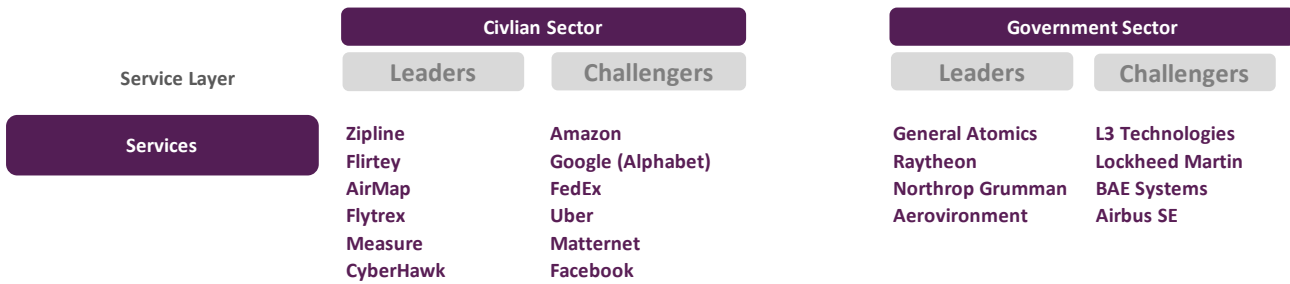 Civlian Sector
Government Sector
Service Layer
Leaders
Challengers
Leaders
Challengers
Services
Zipline
Flirtey
AirMap
Flytrex
Measure
CyberHawk
Amazon
Google (Alphabet)
FedEx
Uber
Matternet
Facebook
General Atomics
Raytheon
Northrop Grumman
Aerovironment
L3 Technologies
Lockheed Martin
BAE Systems
Airbus SE